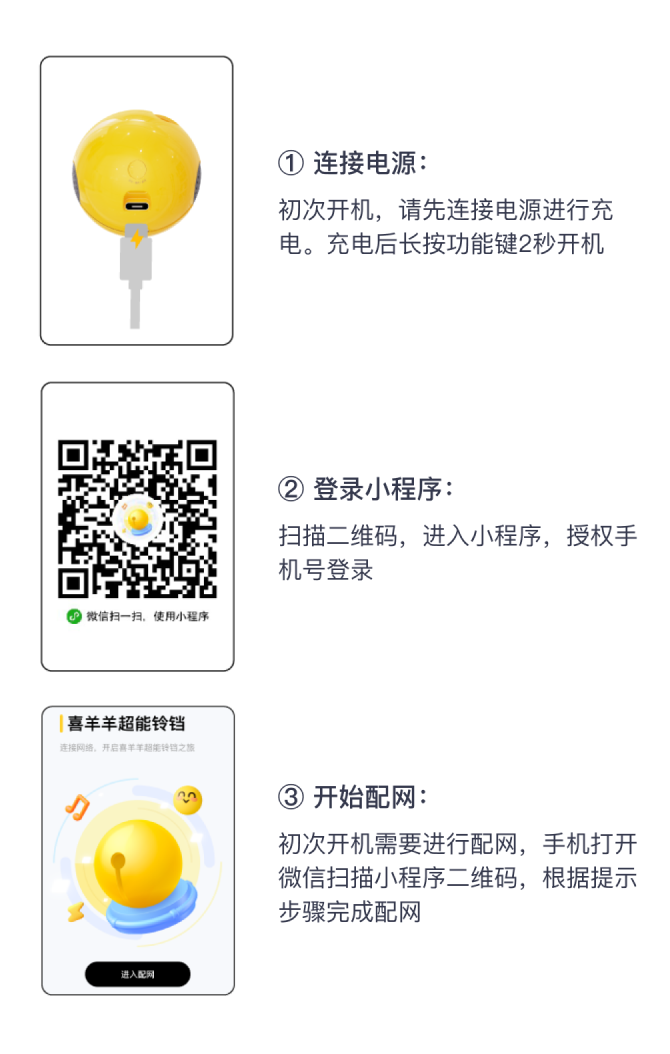 ① 连接电源：
初次开机，请先连接电源进行充
电。充电后长按功能键2秒开机
② 登录小程序：
扫描二维码，进入小程序，授权手
机号登录
微信扫一扫，使用小程序
喜羊羊超能铃铛
连接网络，开启喜羊羊超能铃铛之旅
进入配网
③ 开始配网：
初次开机需要进行配网，手机打开
微信扫描小程序二维码，根据提示
步骤完成配网